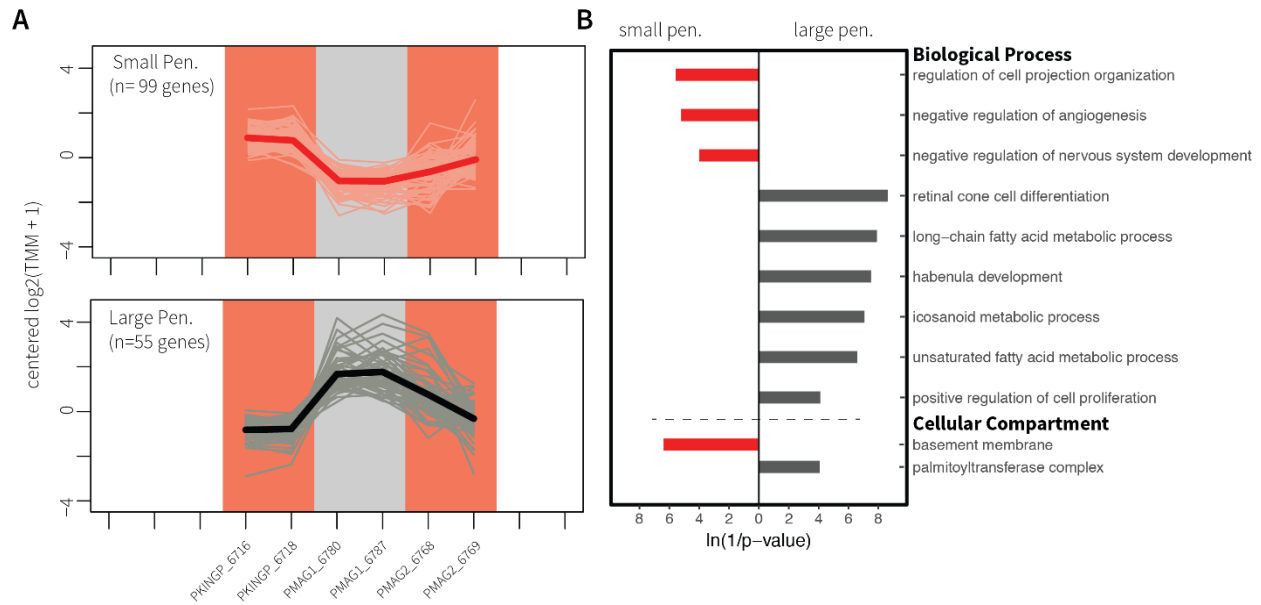 A
B
small pen.
large pen.
Small Pen.
(n= 99 genes)
4
0
−4
Large Pen.
(n=55 genes)
4
0
−4
centered log2(TMM + 1)
PKINGP_6716
PKINGP_6718
PMAG1_6780
PMAG1_6787
PMAG2_6768
PMAG2_6769
Biological Process
regulation of cell projection organization
negative regulation of angiogenesis
negative regulation of nervous system development
retinal cone cell differentiation
long−chain fatty acid metabolic process
habenula development
icosanoid metabolic process
unsaturated fatty acid metabolic process
positive regulation of cell proliferation
Cellular Compartment
basement membrane
palmitoyltransferase complex
8 6 4 2 0 2 4 6 8
ln(1/p−value)